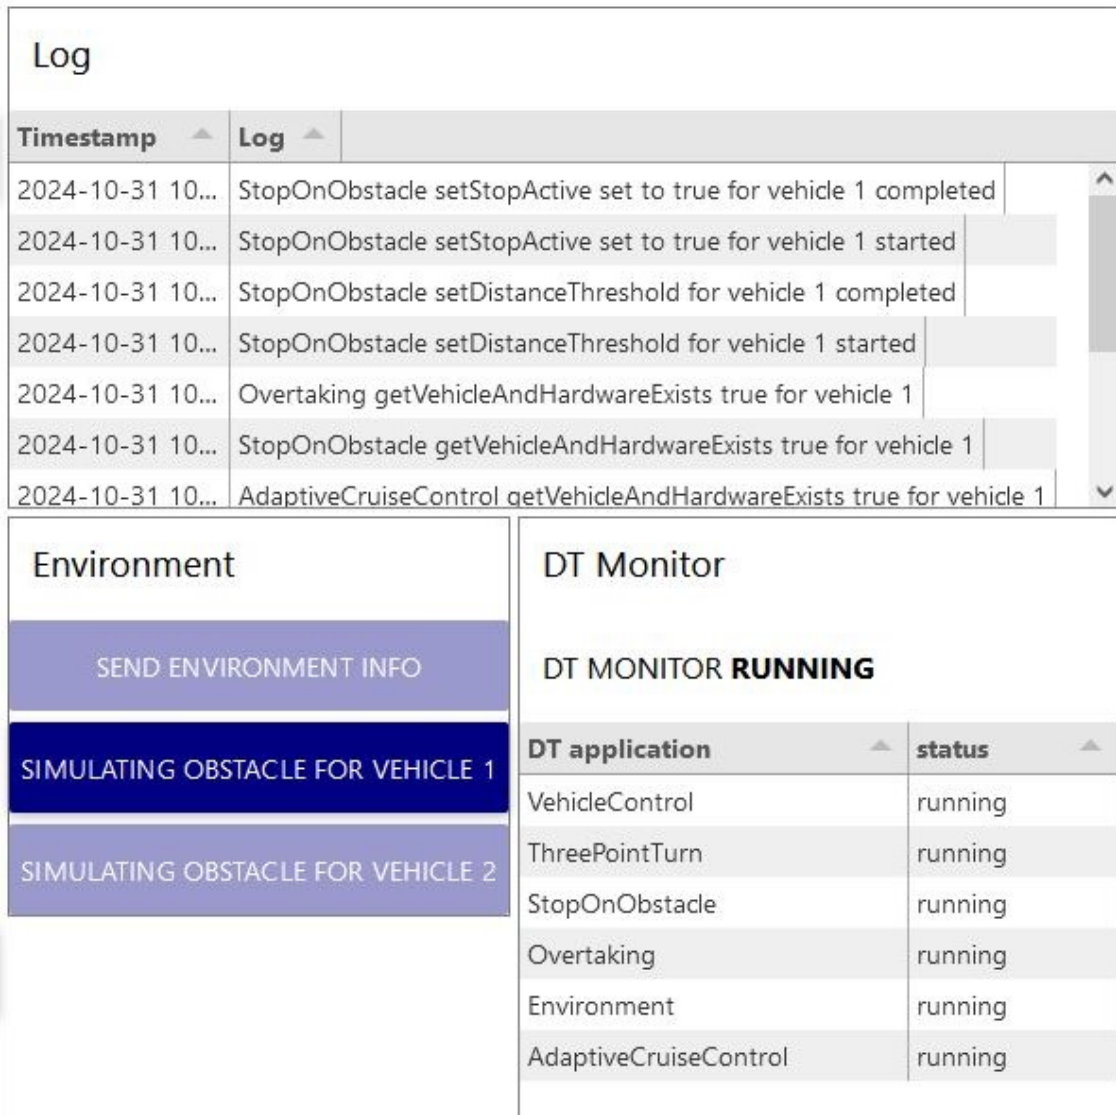 Log
Timestamp Log
2024-10-31 10... StopOnObstacle setStopActive set to true for vehicle 1 completed
2024-10-31 10... StopOnObstacle setStopActive set to true for vehicle 1 started
2024-10-31 10... StopOnObstacle setDistanceThreshold for vehicle 1 completed
2024-10-31 10... StopOnObstacle setDistanceThreshold for vehicle 1 started
2024-10-31 10... Overtaking getVehicleAndHardwareExists true for vehicle 1
2024-10-31 10... StopOnObstacle getVehicleAndHardwareExists true for vehicle 1
2024-10-31 10... AdaptiveCruiseControl getVehicleAndHardwareExists true for vehicle 1
Environment
SEND ENVIRONMENT INFO
SIMULATING OBSTACLE FOR VEHICLE 1
SIMULATING OBSTACLE FOR VEHICLE 2
DT Monitor
DT MONITOR RUNNING
DT application status
VehicleControl running
ThreePointTurn running
StopOnObstacle running
Overtaking running
Environment running
AdaptiveCruiseControl running